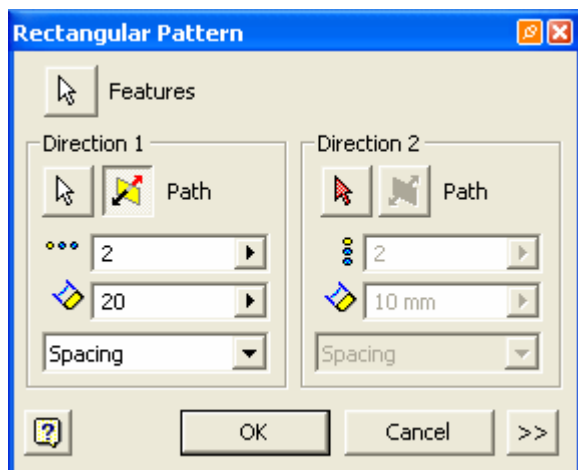 Rectangular Pattern
Features
Direction 1
Direction 2
Path
Path
2
2
20
10 mm
Spacing
Spacing
?
OK
Cancel
>>